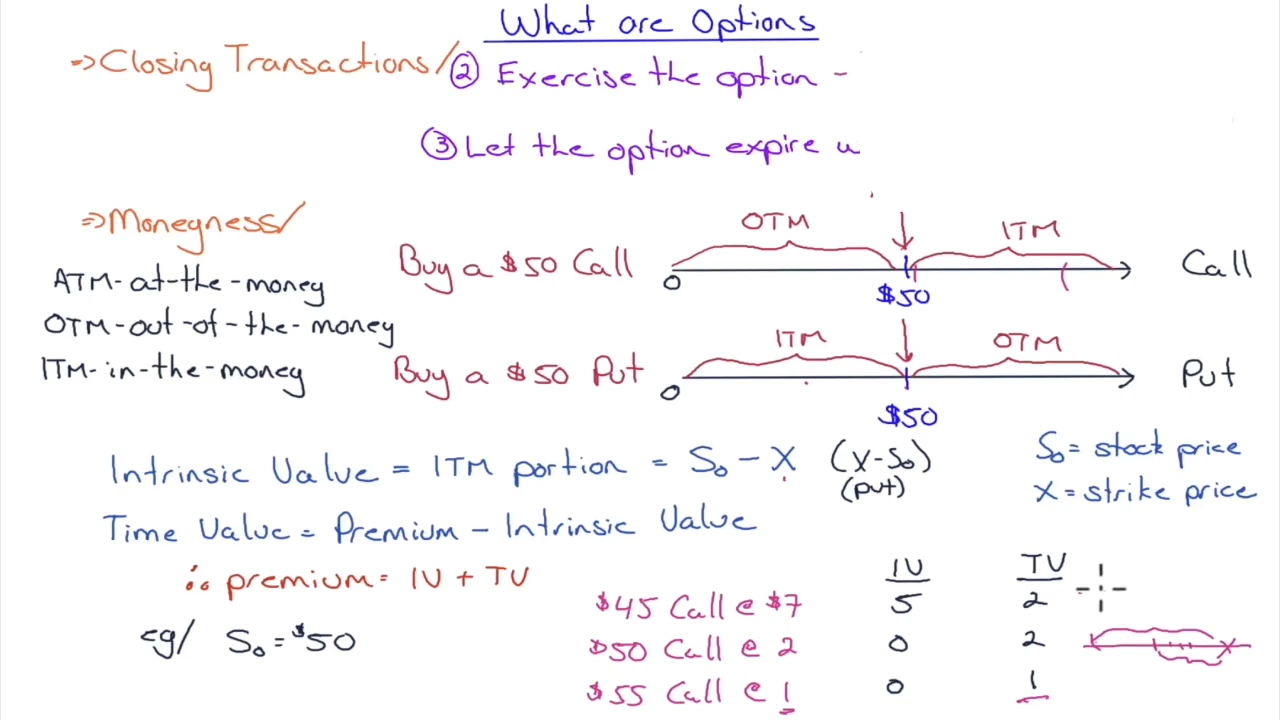 What are Options
⇒ Closing Transactions/ ② Exercise the option -
③ Let the option expire u
⇒ Moneyness/
ATM-at-the-money
OTM-out-of-the-money
ITM-in-the-money
Buy a $50 Call
OTM
ITM
0
$50
Call
Buy a $50 Put
ITM
OTM
0
$50
Put
Intrinsic Value = ITM portion = S₀ - X (X-S₀)
(put)
S₀ = stock price
X = strike price
Time Value = Premium - Intrinsic Value
∴ premium = IV + TV
eg/ S₀ = $50
IV TV
$45 Call @ $7 5 2
$50 Call @ 2 0 2
$55 Call @ 1 0 1